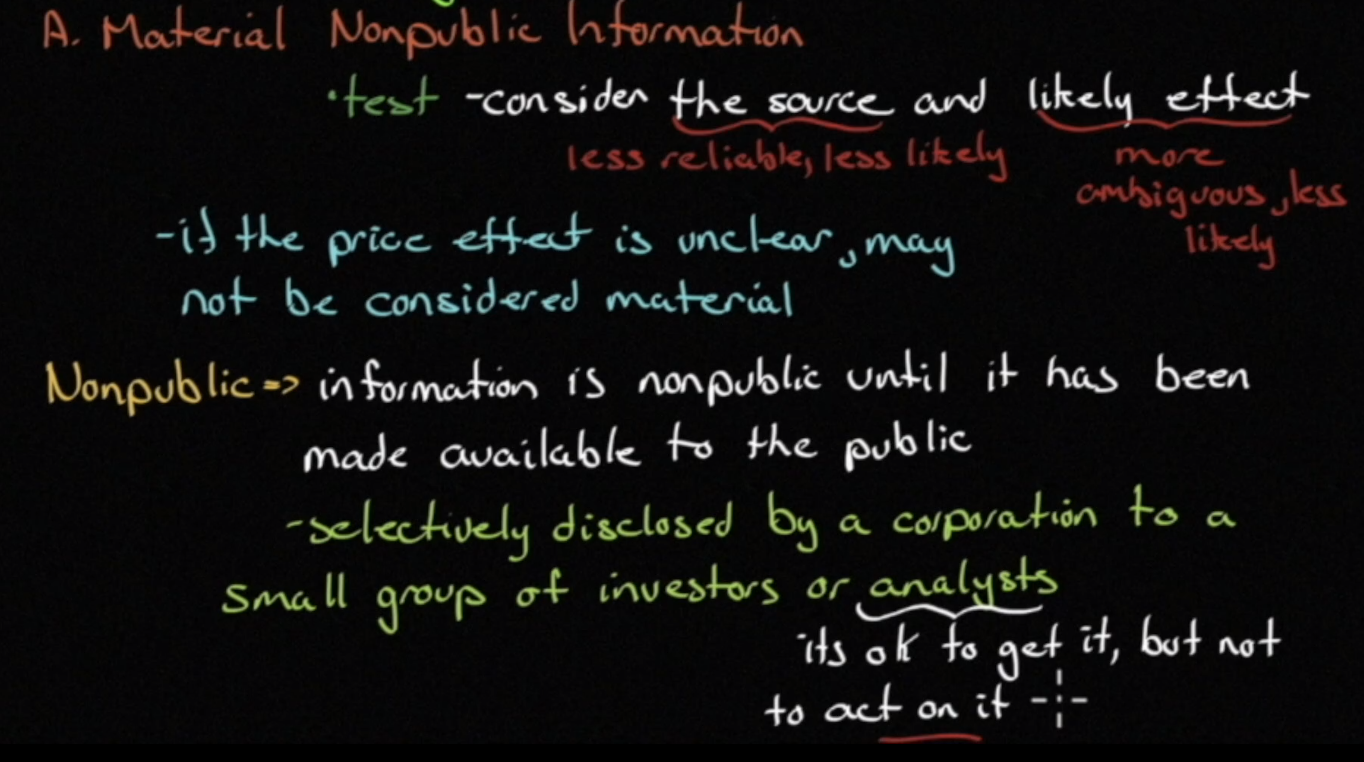 A. Material Nonpublic Information
• test - consider the source and likely effect
less reliable, less likely
more
ambiguous, less
likely
- if the price effect is unclear, may
not be considered material
Nonpublic => information is nonpublic until it has been
made available to the public
- selectively disclosed by a corporation to a
small group of investors or analysts
its ok to get it, but not
to act on it